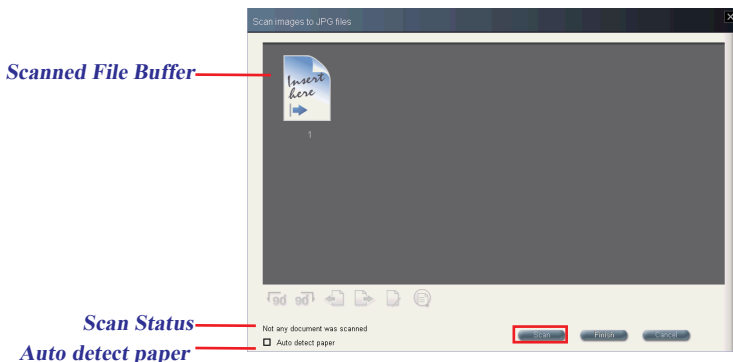 Scan images to JPG files
X
Scanned File Buffer
Insert
here
1
Scan Status
Not any document was scanned
Scan Finish Cancel
Auto detect paper
Auto detect paper